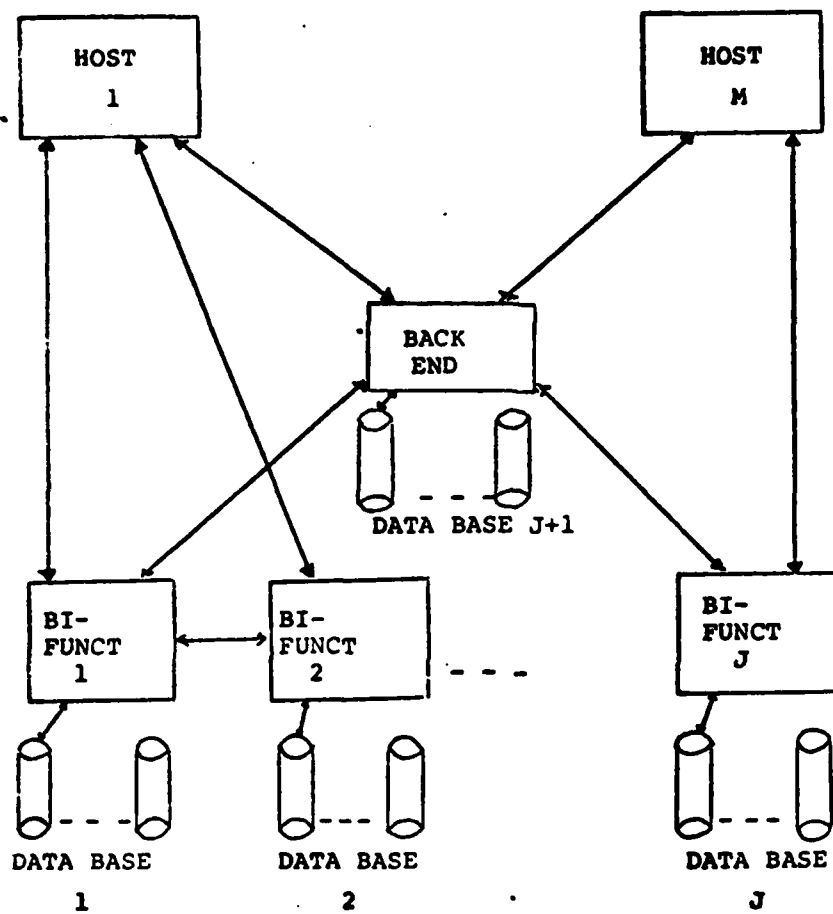 HOST
1
HOST
M
BACK
END
DATA BASE J+1
BI-
FUNCT
1
BI-
FUNCT
2
BI-
FUNCT
J
DATA BASE
1
DATA BASE
2
DATA BASE
J